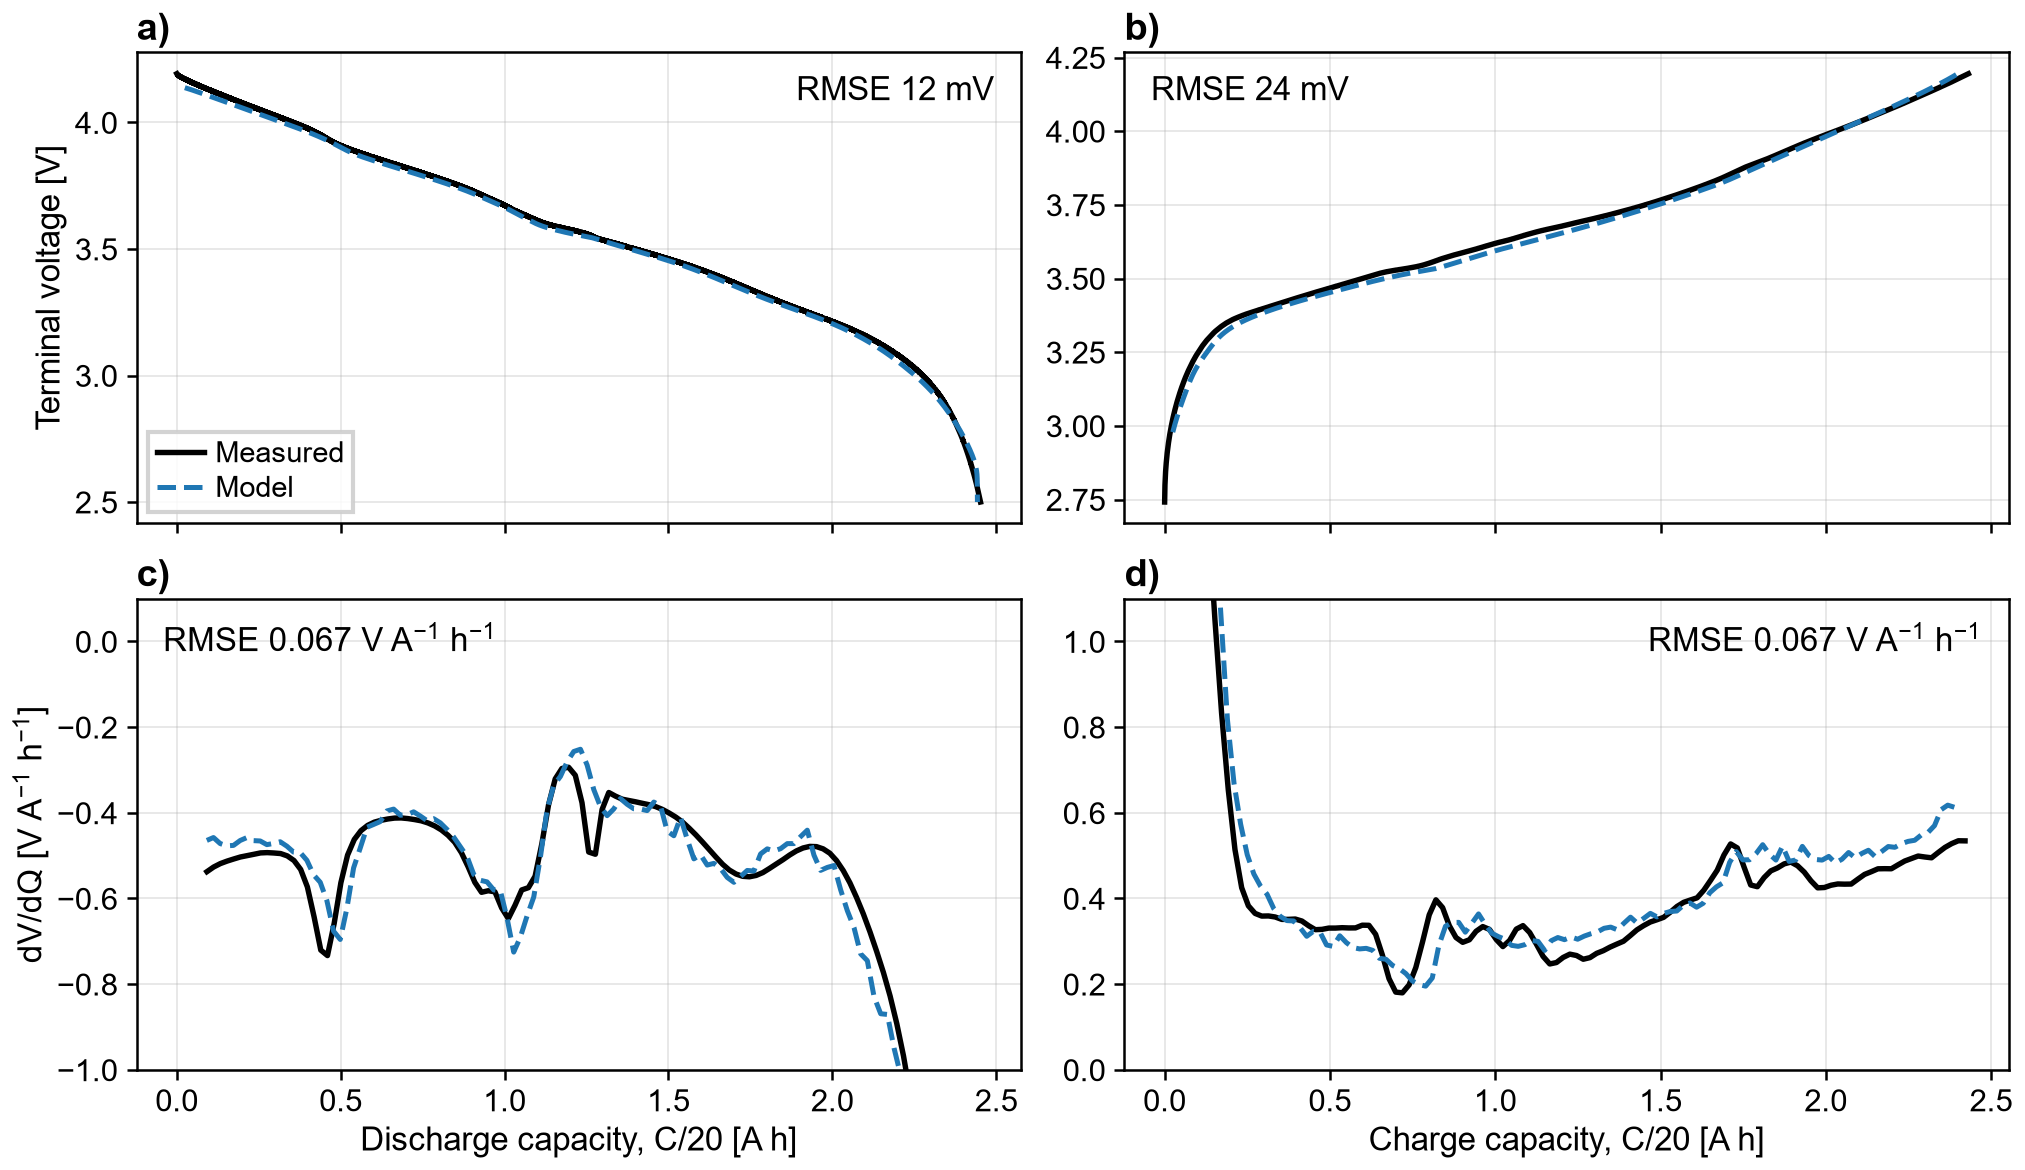 a)
RMSE 12 mV
Terminal voltage [V]
4.0
3.5
3.0
2.5
Measured
Model
b)
RMSE 24 mV
4.25
4.00
3.75
3.50
3.25
3.00
2.75
c)
RMSE 0.067 V A⁻¹ h⁻¹
dV/dQ [V A⁻¹ h⁻¹]
0.0
−0.2
−0.4
−0.6
−0.8
−1.0
0.0 0.5 1.0 1.5 2.0 2.5
Discharge capacity, C/20 [A h]
d)
RMSE 0.067 V A⁻¹ h⁻¹
1.0
0.8
0.6
0.4
0.2
0.0
0.0 0.5 1.0 1.5 2.0 2.5
Charge capacity, C/20 [A h]